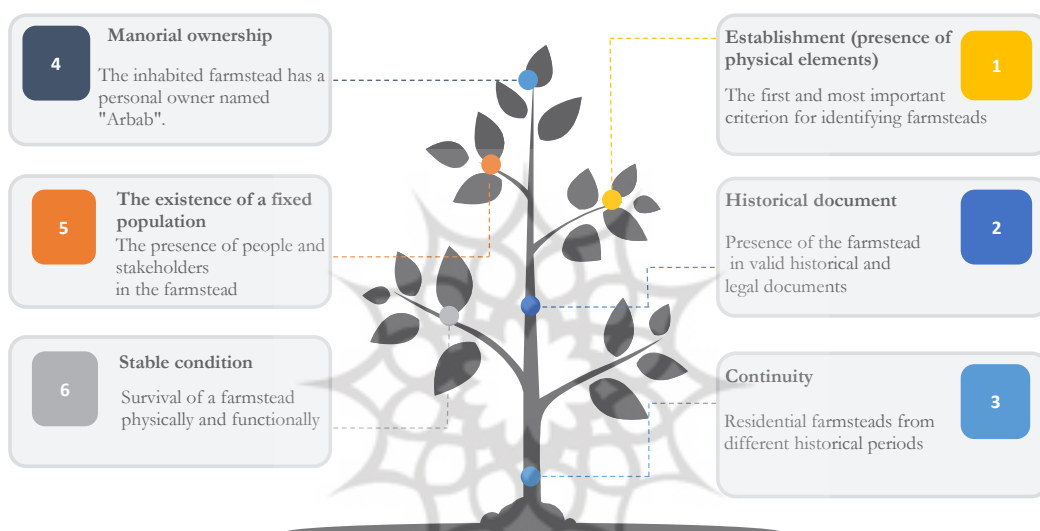 Establishment (presence of
physical elements)
1
The first and most important
criterion for identifying farmsteads
Historical document
2
Presence of the farmstead
in valid historical and
legal documents
Continuity
3
Residential farmsteads from
different historical periods
Manorial ownership
4
The inhabited farmstead has a
personal owner named
"Arbab".
The existence of a fixed
population
5
The presence of people and
stakeholders
in the farmstead
Stable condition
6
Survival of a farmstead
physically and functionally